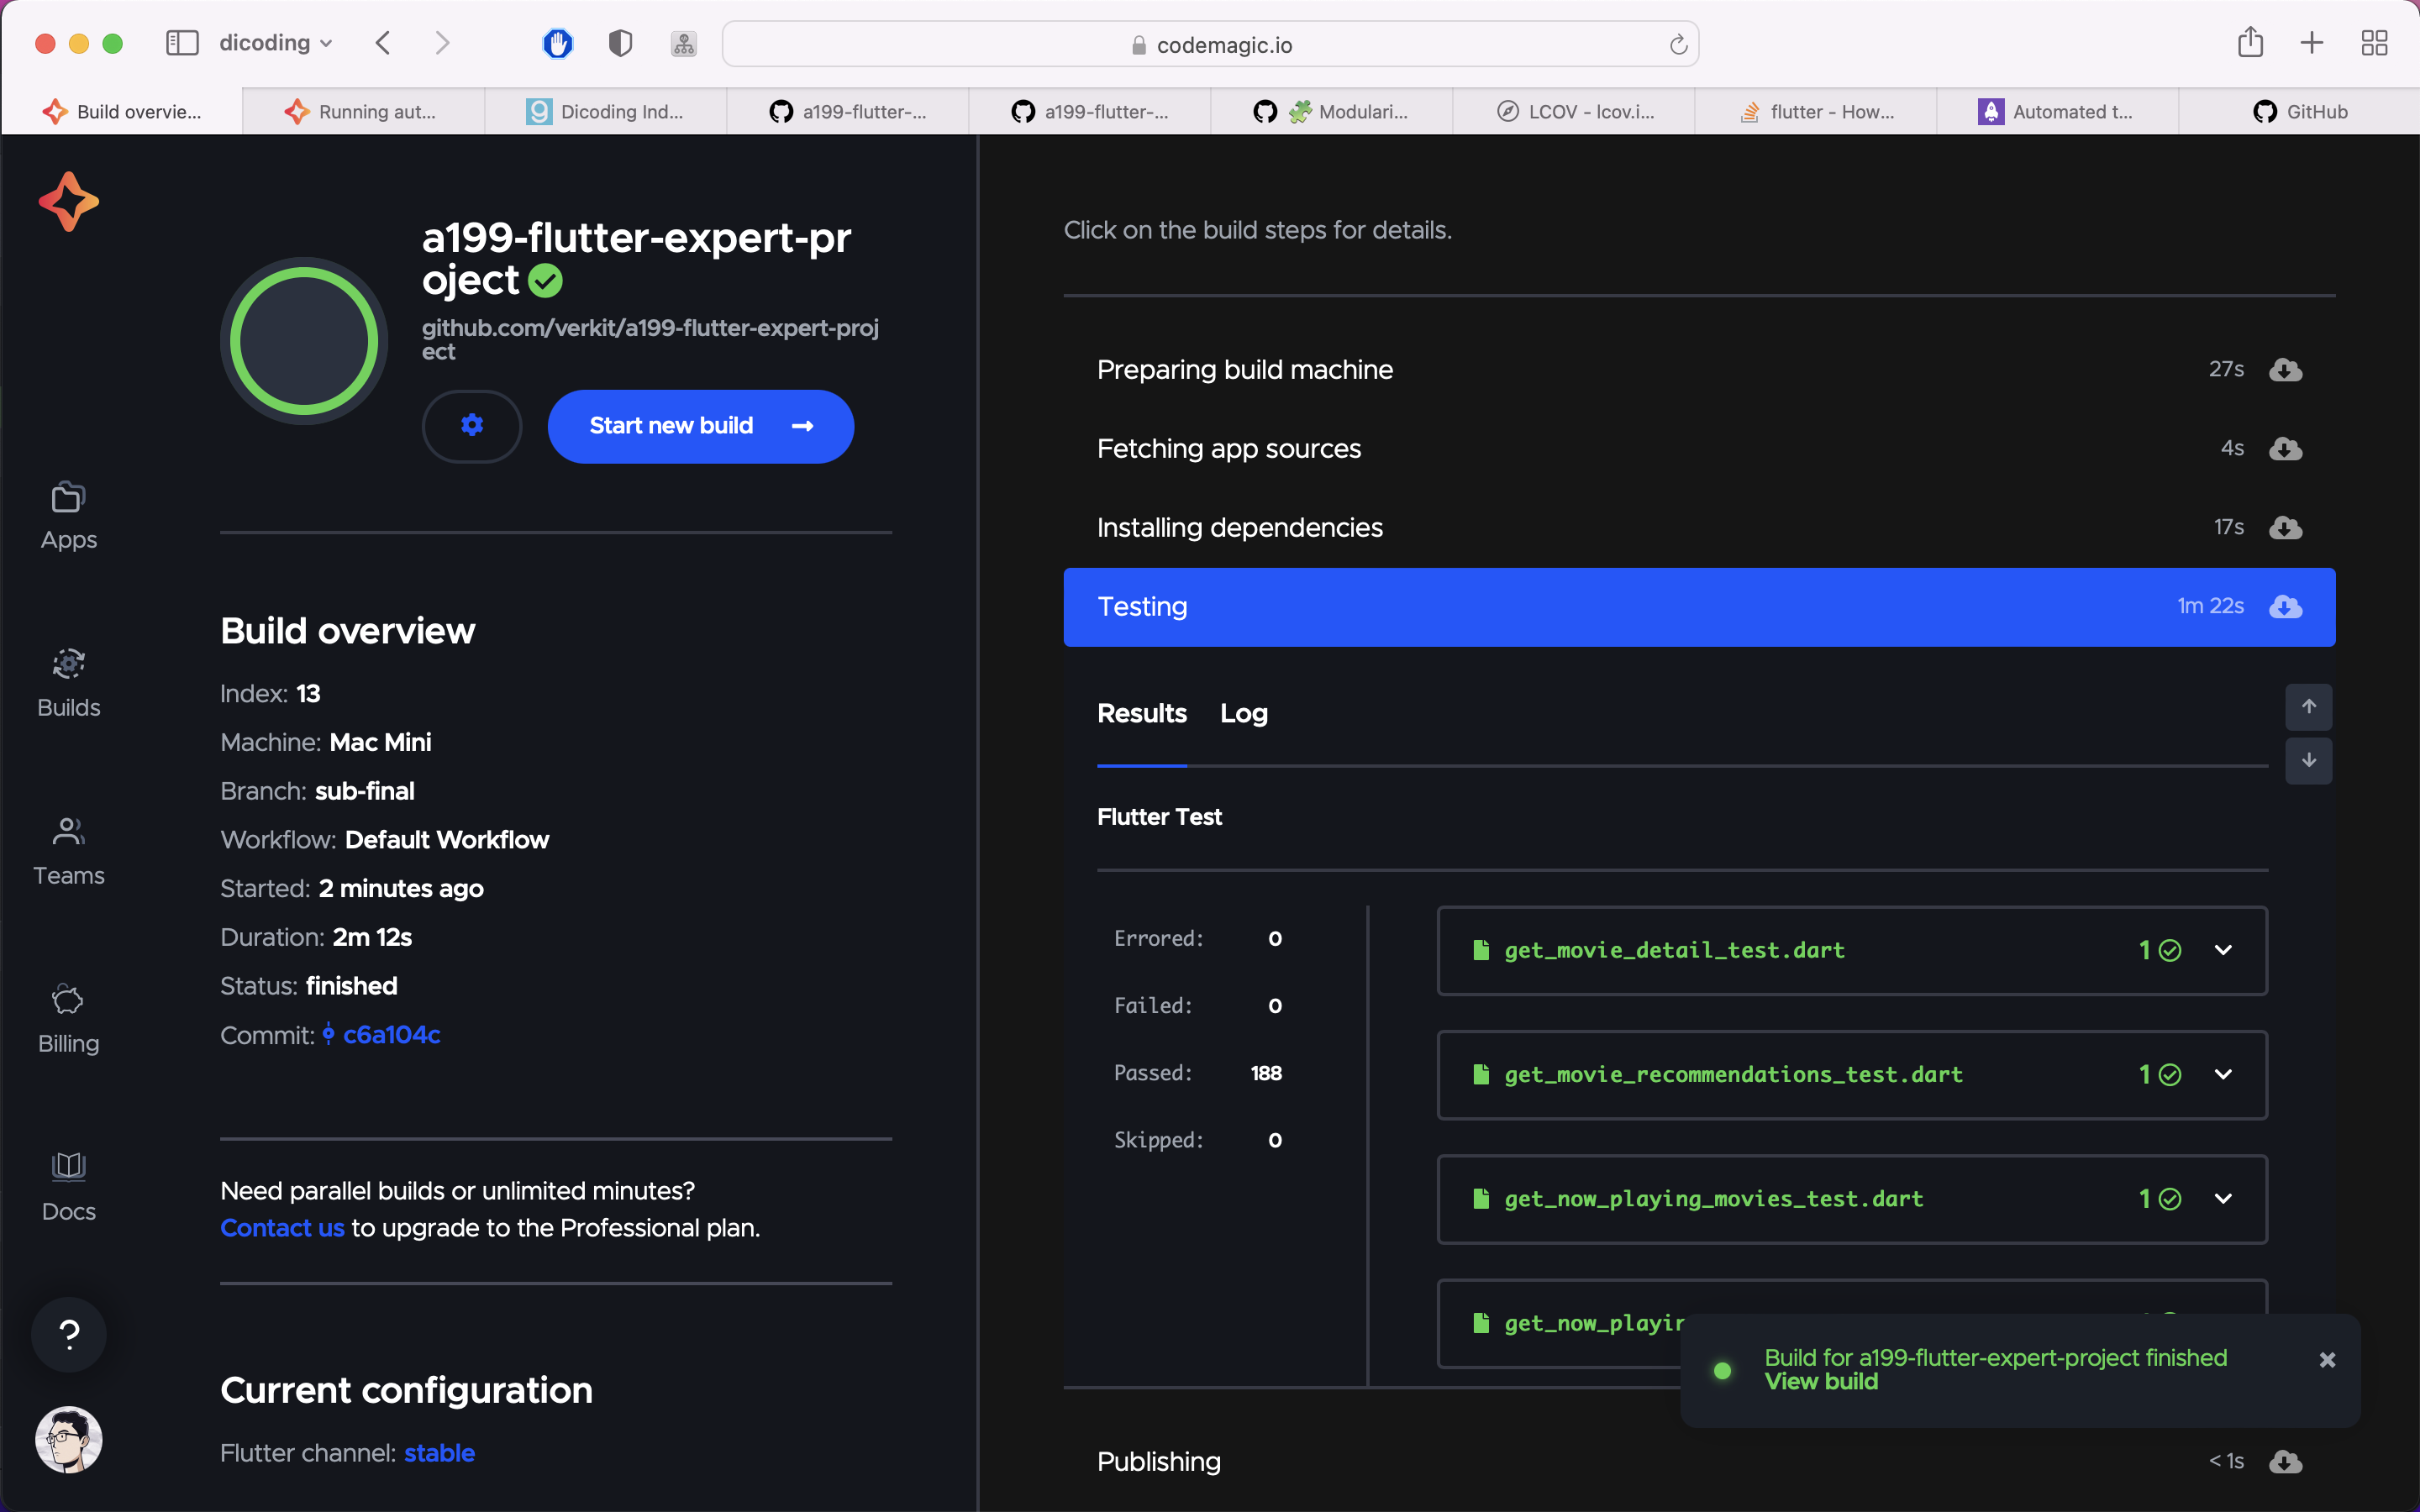 dicoding
codemagic.io
Build overvie...
Running aut...
Dicoding Ind...
a199-flutter-...
a199-flutter-...
Modulari...
LCOV - lcov.i...
flutter - How...
Automated t...
GitHub
a199-flutter-expert-pr
oject
github.com/verkit/a199-flutter-expert-proj
ect
Start new build
Apps
Builds
Teams
Billing
Docs
?
Build overview
Index: 13
Machine: Mac Mini
Branch: sub-final
Workflow: Default Workflow
Started: 2 minutes ago
Duration: 2m 12s
Status: finished
Commit: c6a104c
Need parallel builds or unlimited minutes?
Contact us to upgrade to the Professional plan.
Current configuration
Flutter channel: stable
Click on the build steps for details.
Preparing build machine 27s
Fetching app sources 4s
Installing dependencies 17s
Testing 1m 22s
Results Log
Flutter Test
Errored: 0
Failed: 0
Passed: 188
Skipped: 0
get_movie_detail_test.dart 1
get_movie_recommendations_test.dart 1
get_now_playing_movies_test.dart 1
get_now_playin
Build for a199-flutter-expert-project finished
View build
Publishing < 1s